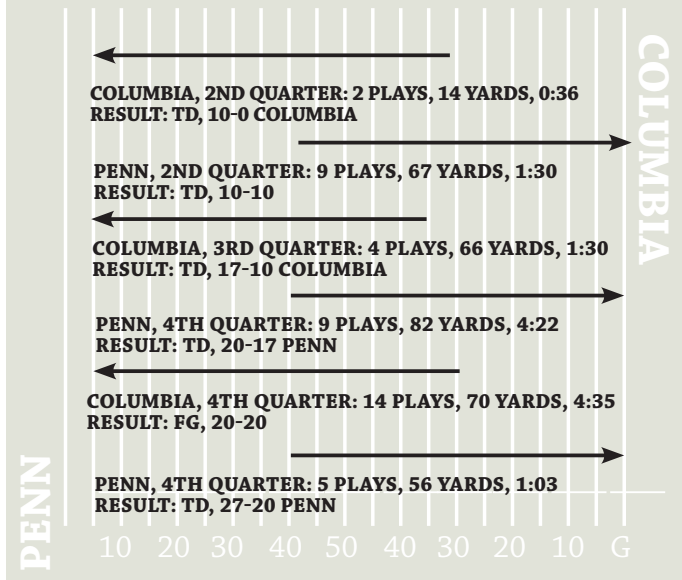 COLUMBIA
COLUMBIA, 2ND QUARTER: 2 PLAYS, 14 YARDS, 0:36
RESULT: TD, 10-0 COLUMBIA
PENN, 2ND QUARTER: 9 PLAYS, 67 YARDS, 1:30
RESULT: TD, 10-10
COLUMBIA, 3RD QUARTER: 4 PLAYS, 66 YARDS, 1:30
RESULT: TD, 17-10 COLUMBIA
PENN, 4TH QUARTER: 9 PLAYS, 82 YARDS, 4:22
RESULT: TD, 20-17 PENN
COLUMBIA, 4TH QUARTER: 14 PLAYS, 70 YARDS, 4:35
RESULT: FG, 20-20
PENN, 4TH QUARTER: 5 PLAYS, 56 YARDS, 1:03
RESULT: TD, 27-20 PENN
PENN
10 20 30 40 50 40 30 20 10 G